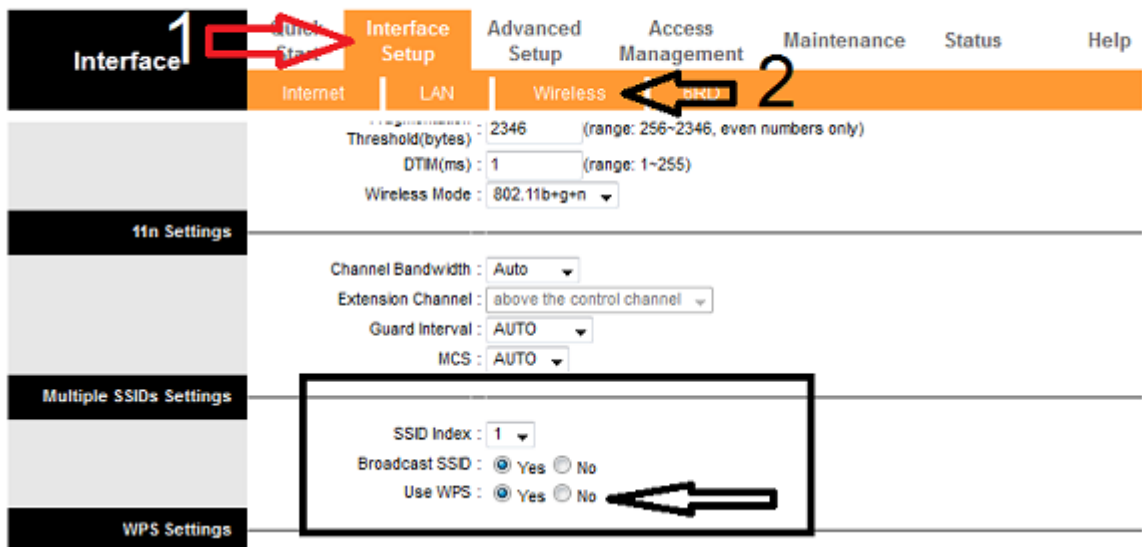 1
Interface
Quick Start
Interface Setup
Advanced Setup
Access Management
Maintenance
Status
Help
Internet
LAN
Wireless
2
Threshold(bytes) : 2346 (range: 256~2346, even numbers only)
DTIM(ms) : 1 (range: 1~255)
Wireless Mode : 802.11b+g+n
11n Settings
Channel Bandwidth : Auto
Extension Channel : above the control channel
Guard Interval : AUTO
MCS : AUTO
Multiple SSIDs Settings
SSID Index : 1
Broadcast SSID : Yes No
Use WPS : Yes No
WPS Settings